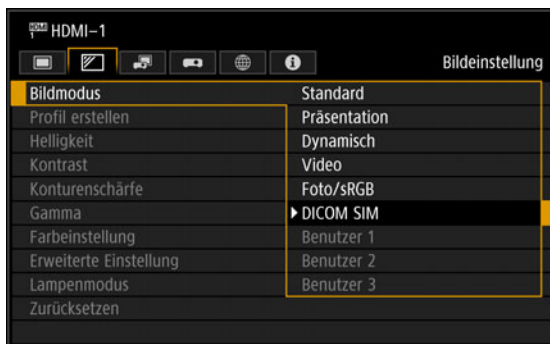 HDMI-1
Bildeinstellung
Bildmodus
Standard
Profil erstellen
Präsentation
Helligkeit
Dynamisch
Kontrast
Video
Konturenschärfe
Foto/sRGB
Gamma
DICOM SIM
Farbeinstellung
Benutzer 1
Erweiterte Einstellung
Benutzer 2
Lampenmodus
Benutzer 3
Zurücksetzen